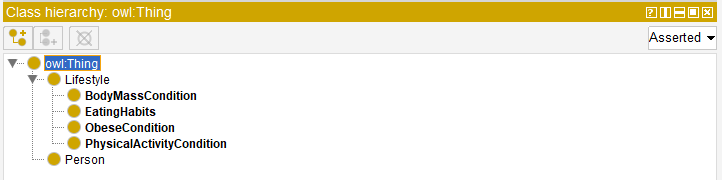 Class hierarchy: owl:Thing
Asserted
owl:Thing
Lifestyle
BodyMassCondition
EatingHabits
ObeseCondition
PhysicalActivityCondition
Person